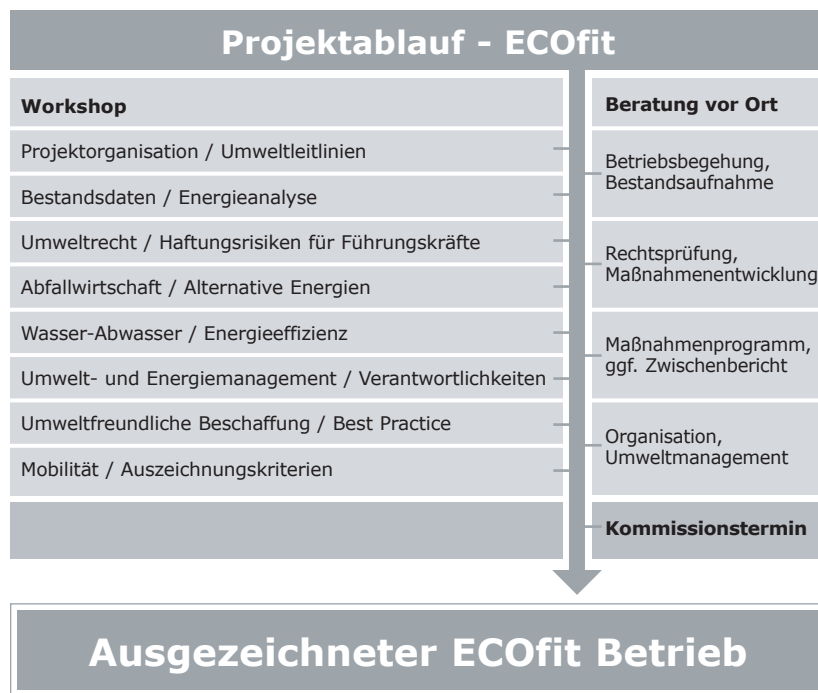 Projektablauf - ECOfit
Workshop
Projektorganisation / Umweltleitlinien
Bestandsdaten / Energieanalyse
Umweltrecht / Haftungsrisiken für Führungskräfte
Abfallwirtschaft / Alternative Energien
Wasser-Abwasser / Energieeffizienz
Umwelt- und Energiemanagement / Verantwortlichkeiten
Umweltfreundliche Beschaffung / Best Practice
Mobilität / Auszeichnungskriterien
Beratung vor Ort
Betriebsbegehung,
Bestandsaufnahme
Rechtsprüfung,
Maßnahmenentwicklung
Maßnahmenprogramm,
ggf. Zwischenbericht
Organisation,
Umweltmanagement
Kommissionstermin
Ausgezeichneter ECOfit Betrieb